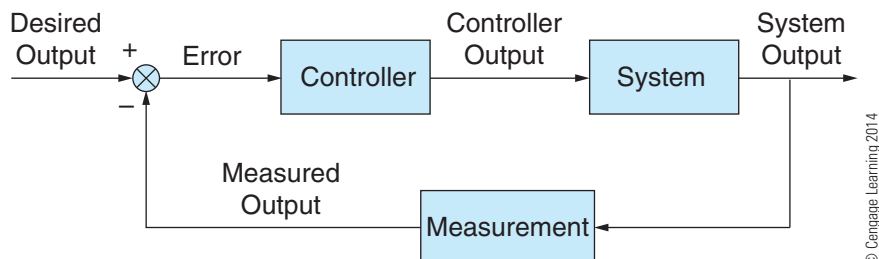 Desired
Output
+
Error
Controller
Controller
Output
System
System
Output
−
Measured
Output
Measurement
© Cengage Learning 2014